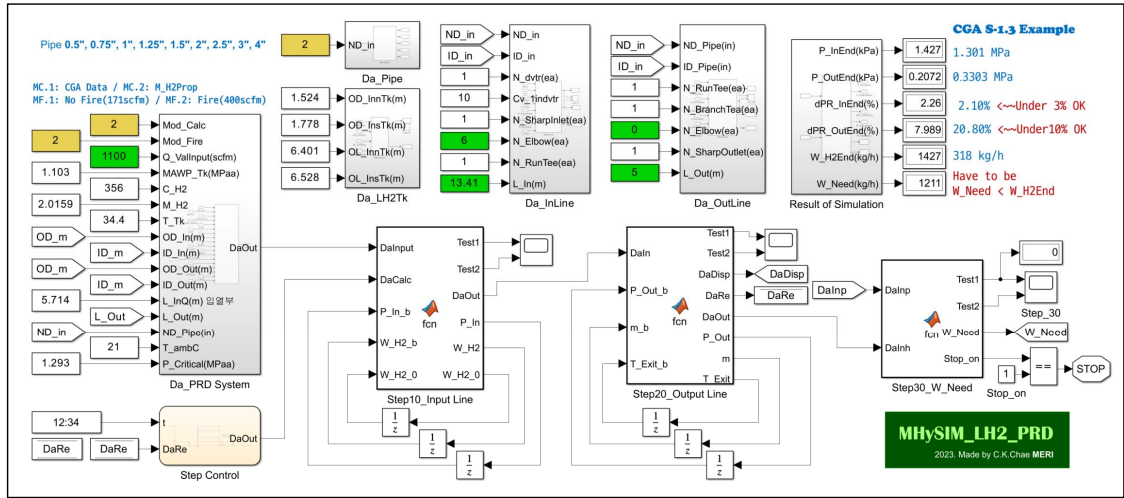 Pipe 0.5", 0.75", 1", 1.25", 1.5", 2", 2.5", 3", 4"
MC.1: CGA Data / MC.2: M_H2Prop
MF.1: No Fire(171scfm) / MF.2: Fire(400scfm)
2
Mod_Calc
2
Mod_Fire
1100
Q_ValInput(scfm)
1.103
MAWP_Tk(MPaa)
356
C_H2
2.0159
M_H2
34.4
T_Tk
OD_m
OD_In(m)
ID_m
ID_In(m)
OD_m
OD_Out(m)
ID_m
ID_Out(m)
5.714
L_InQ(m) 입열부
L_Out
L_Out(m)
ND_in
ND_Pipe(in)
21
T_ambC
1.293
P_Critical(MPaa)
DaOut
Da_PRD System
12:34
t
DaRe
DaRe
DaRe
DaOut
Step Control
2
ND_in
Da_Pipe
1.524
OD_InnTk(m)
1.778
OD_InsTk(m)
6.401
OL_InnTk(m)
6.528
OL_InsTk(m)
Da_LH2Tk
ND_in
ND_in
ID_in
ID_in
1
N_dvtr(ea)
10
Cv_1indvtr
1
N_SharpInlet(ea)
6
N_Elbow(ea)
1
N_RunTee(ea)
13.41
L_In(m)
Da_InLine
ND_in
ND_Pipe(in)
ID_in
ID_Pipe(in)
1
N_RunTee(ea)
1
N_BranchTea(ea)
0
N_Elbow(ea)
1
N_SharpOutlet(ea)
5
L_Out(m)
Da_OutLine
CGA S-1.3 Example
P_InEnd(kPa)
1.427
1.301 MPa
P_OutEnd(kPa)
0.2072
0.3303 MPa
dPR_InEnd(%)
2.26
2.10% <~~Under 3% OK
dPR_OutEnd(%)
7.989
20.80% <~~Under10% OK
W_H2End(kg/h)
1427
318 kg/h
W_Need(kg/h)
1211
Have to be
W_Need < W_H2End
Result of Simulation
DaInput
DaCalc
P_In_b
W_H2_b
W_H2_0
fcn
Test1
Test2
DaOut
P_In
W_H2
W_H2_0
Step10_Input Line
1
z
1
z
1
z
DaIn
P_Out_b
m_b
T_Exit_b
fcn
Test1
Test2
DaDisp
DaRe
DaOut
P_Out
m
T_Exit
DaDisp
DaRe
Step20_Output Line
1
z
1
z
1
z
DaInp
DaInp
DaInh
fcn
Test1
Test2
W_Need
Stop_on
0
Step_30
W_Need
1
Stop_on
==
STOP
Step30_W_Need
MHySIM_LH2_PRD
2023. Made by C.K.Chae MERI